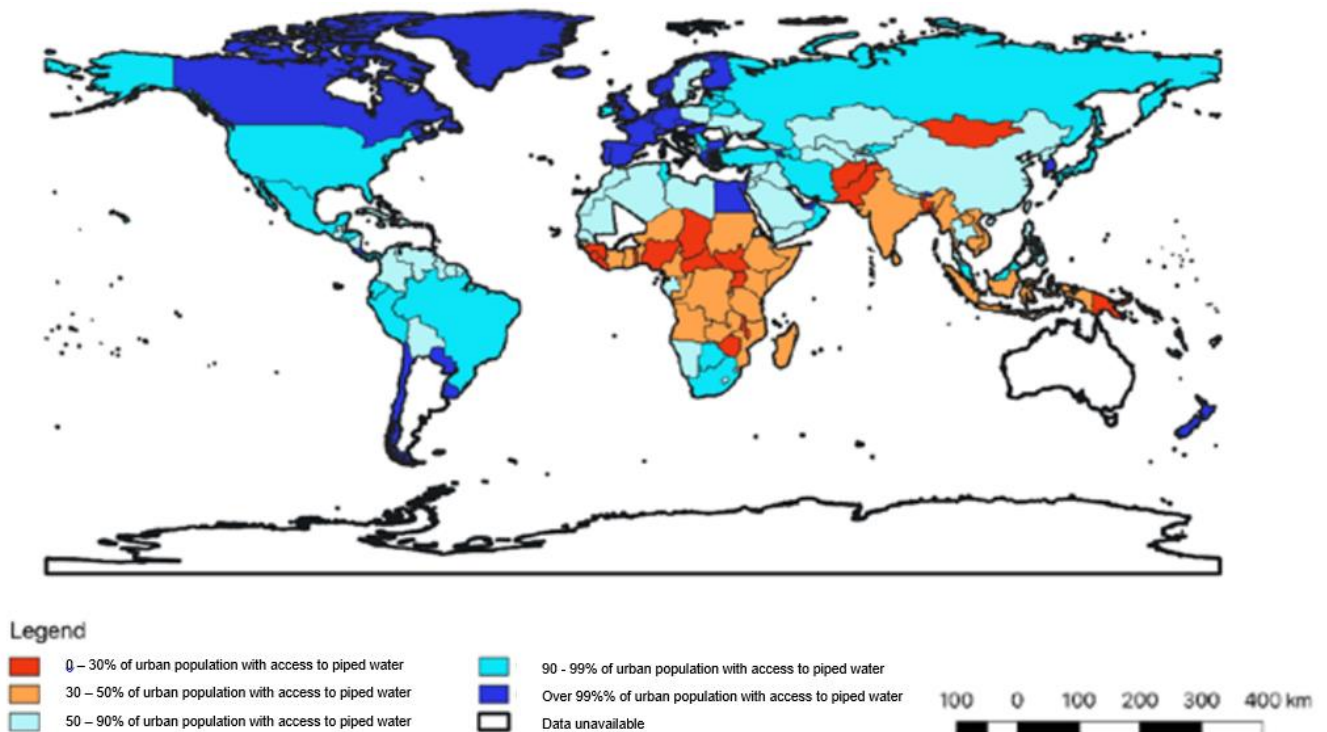 Legend
0 – 30% of urban population with access to piped water
30 – 50% of urban population with access to piped water
50 – 90% of urban population with access to piped water
90 - 99% of urban population with access to piped water
Over 99%% of urban population with access to piped water
Data unavailable
100 0 100 200 300 400 km